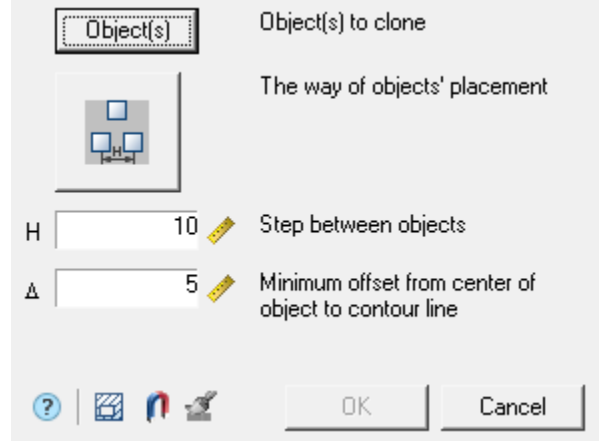 Object(s) Object(s) to clone
The way of objects' placement
H
H 10 Step between objects
Δ 5 Minimum offset from center of
object to contour line
? OK Cancel